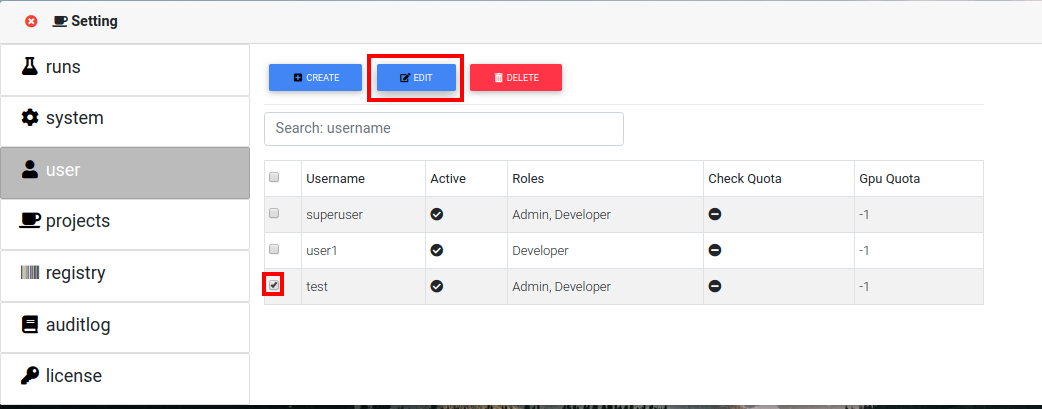 Setting
runs
system
user
projects
registry
auditlog
license
CREATE EDIT DELETE
Search: username
Username Active Roles Check Quota Gpu Quota
superuser Admin, Developer -1
user1 Developer -1
test Admin, Developer -1